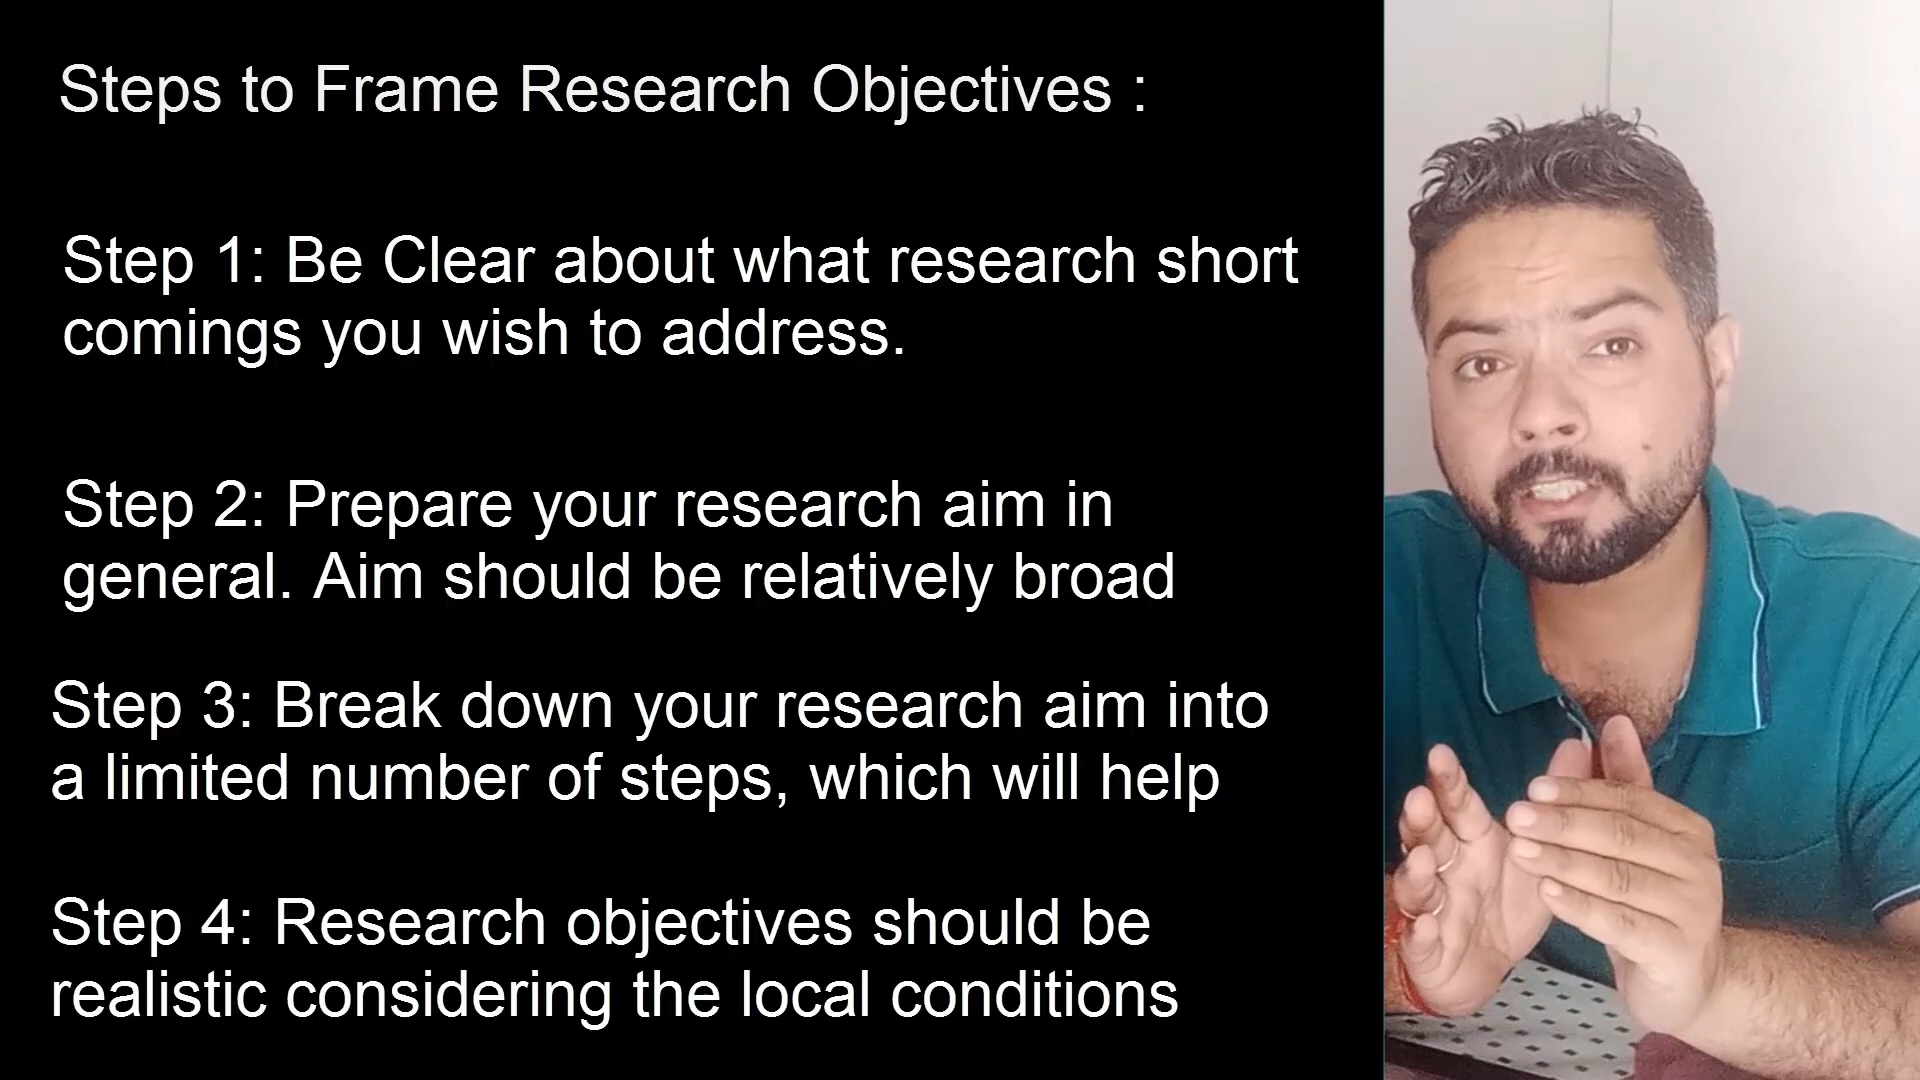 Steps to Frame Research Objectives :
Step 1: Be Clear about what research short
comings you wish to address.
Step 2: Prepare your research aim in
general. Aim should be relatively broad
Step 3: Break down your research aim into
a limited number of steps, which will help
Step 4: Research objectives should be
realistic considering the local conditions